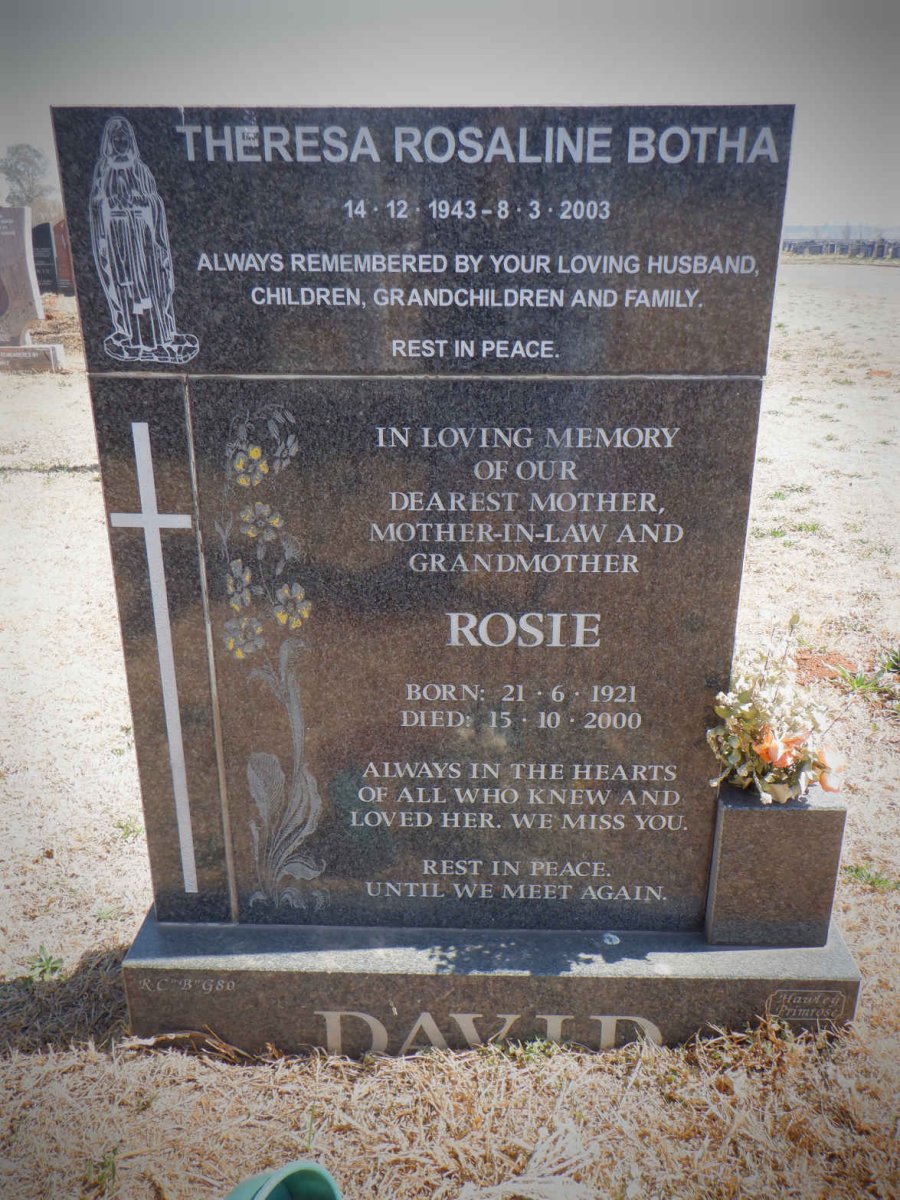 THERESA ROSALINE BOTHA
14 · 12 · 1943 – 8 · 3 · 2003
ALWAYS REMEMBERED BY YOUR LOVING HUSBAND,
CHILDREN, GRANDCHILDREN AND FAMILY.
REST IN PEACE.
IN LOVING MEMORY
OF OUR
DEAREST MOTHER,
MOTHER-IN-LAW AND
GRANDMOTHER
ROSIE
BORN: 21 · 6 · 1921
DIED: 15 · 10 · 2000
ALWAYS IN THE HEARTS
OF ALL WHO KNEW AND
LOVED HER. WE MISS YOU.
REST IN PEACE.
UNTIL WE MEET AGAIN.
R C "B" G80
Hawley
Primrose
DAVID